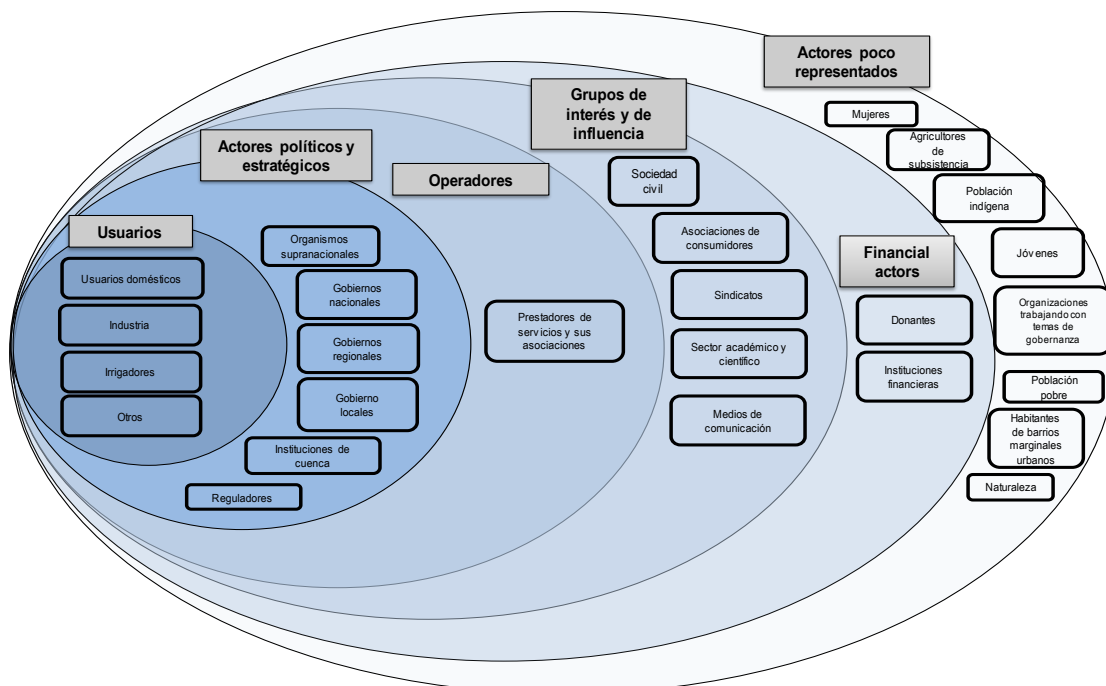 Usuarios
Usuarios domésticos
Industria
Irrigadores
Otros
Actores políticos y
estratégicos
Organismos
supranacionales
Gobiernos
nacionales
Gobiernos
regionales
Gobierno
locales
Instituciones de
cuenca
Reguladores
Operadores
Prestadores de
servicios y sus
asociaciones
Grupos de
interés y de
influencia
Sociedad
civil
Asociaciones de
consumidores
Sindicatos
Sector académico y
científico
Medios de
comunicación
Financial
actors
Donantes
Instituciones
financieras
Actores poco
representados
Mujeres
Agricultores
de
subsistencia
Población
indígena
Jóvenes
Organizaciones
trabajando con
temas de
gobernanza
Población
pobre
Habitantes
de barrios
marginales
urbanos
Naturaleza